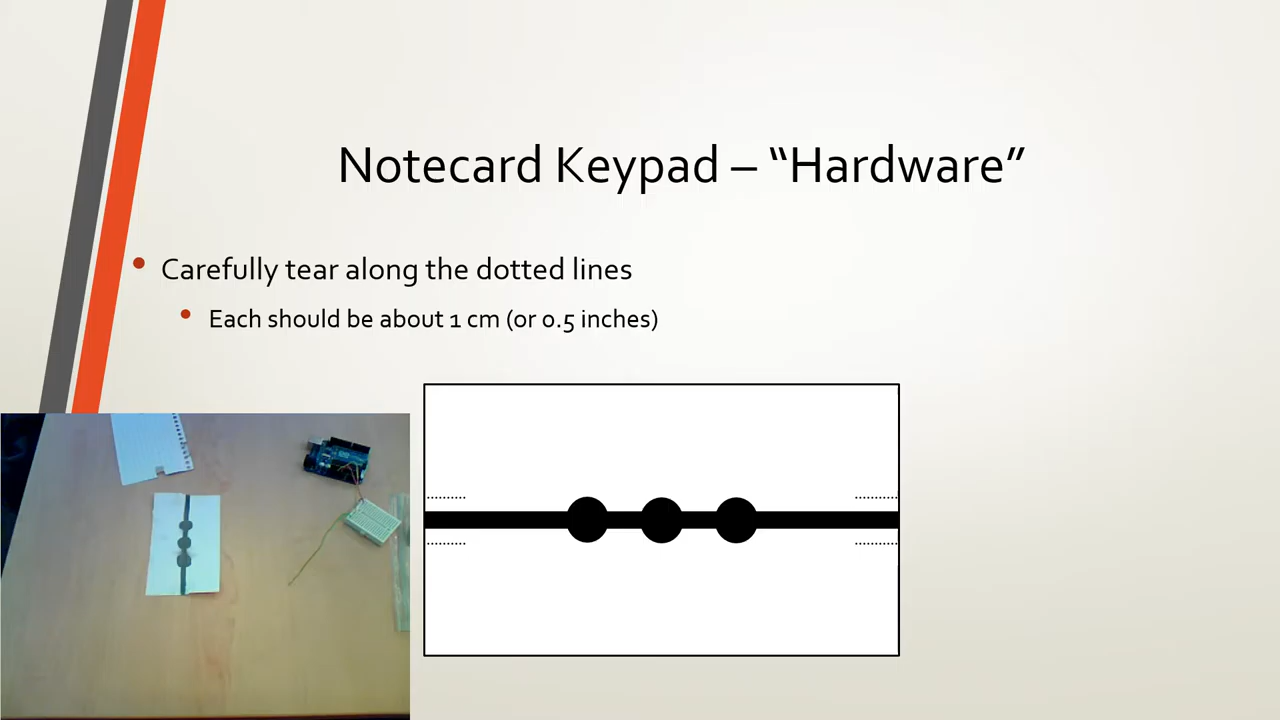 Notecard Keypad – “Hardware”
Carefully tear along the dotted lines
Each should be about 1 cm (or 0.5 inches)